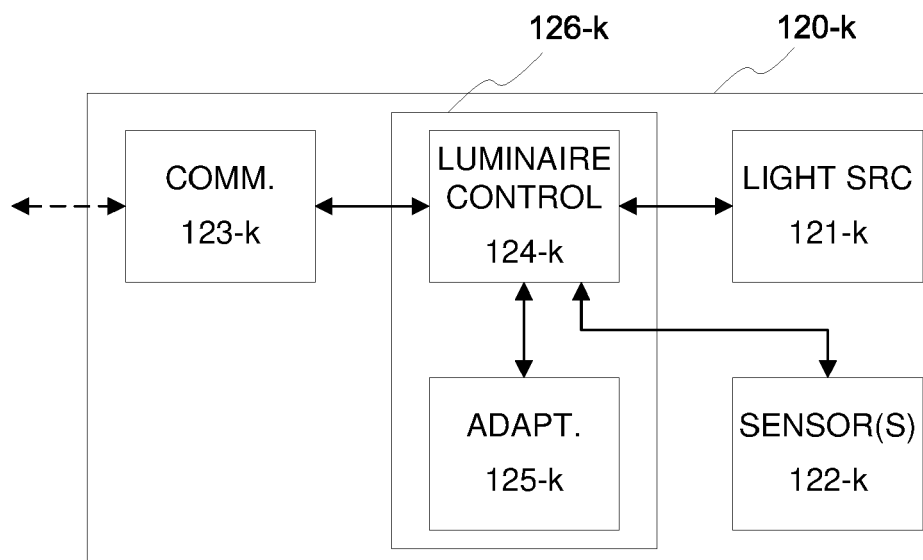 126-k
120-k
COMM.
123-k
LUMINAIRE
CONTROL
124-k
LIGHT SRC
121-k
ADAPT.
125-k
SENSOR(S)
122-k